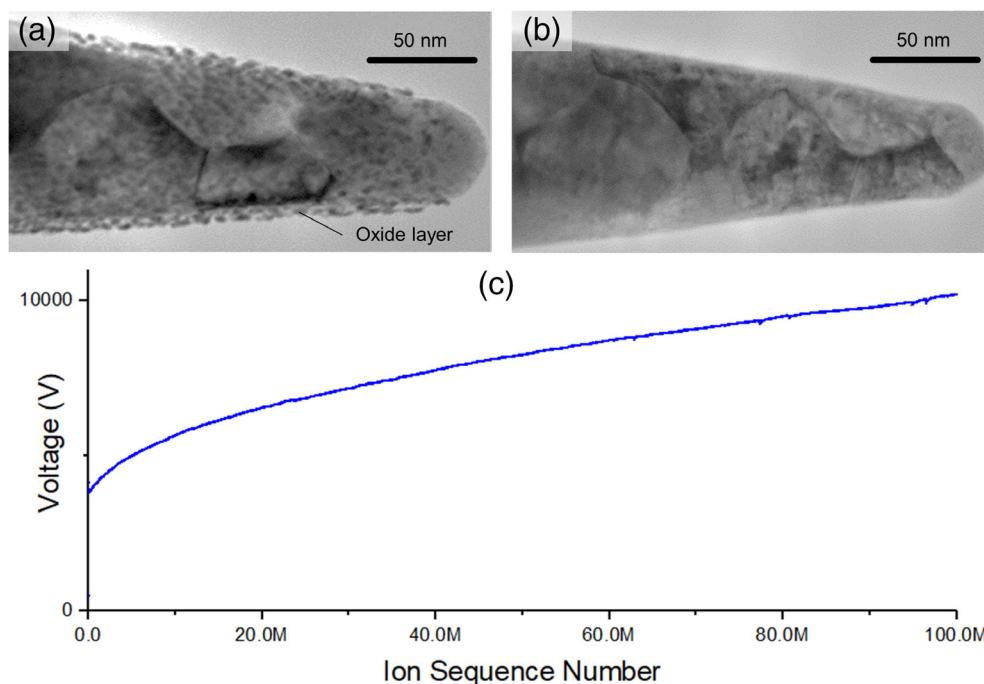 (a)
50 nm
Oxide layer
(b)
50 nm
(c)
10000
Voltage (V)
0
0.0
20.0M
40.0M
60.0M
80.0M
100.0M
Ion Sequence Number